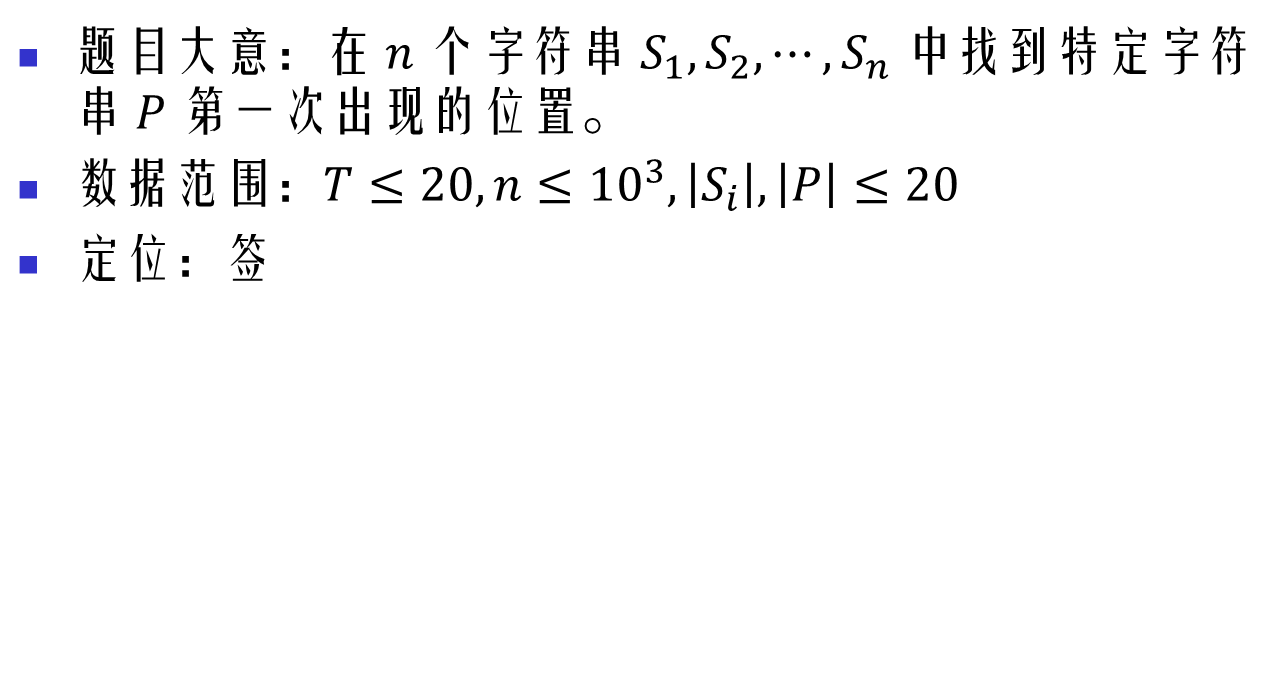 题目大意：在 n 个字符串 S₁,S₂,⋯,Sₙ 中找到特定字符
串 P 第一次出现的位置。
数据范围：T ≤ 20, n ≤ 10³, |Sᵢ|, |P| ≤ 20
定位：签